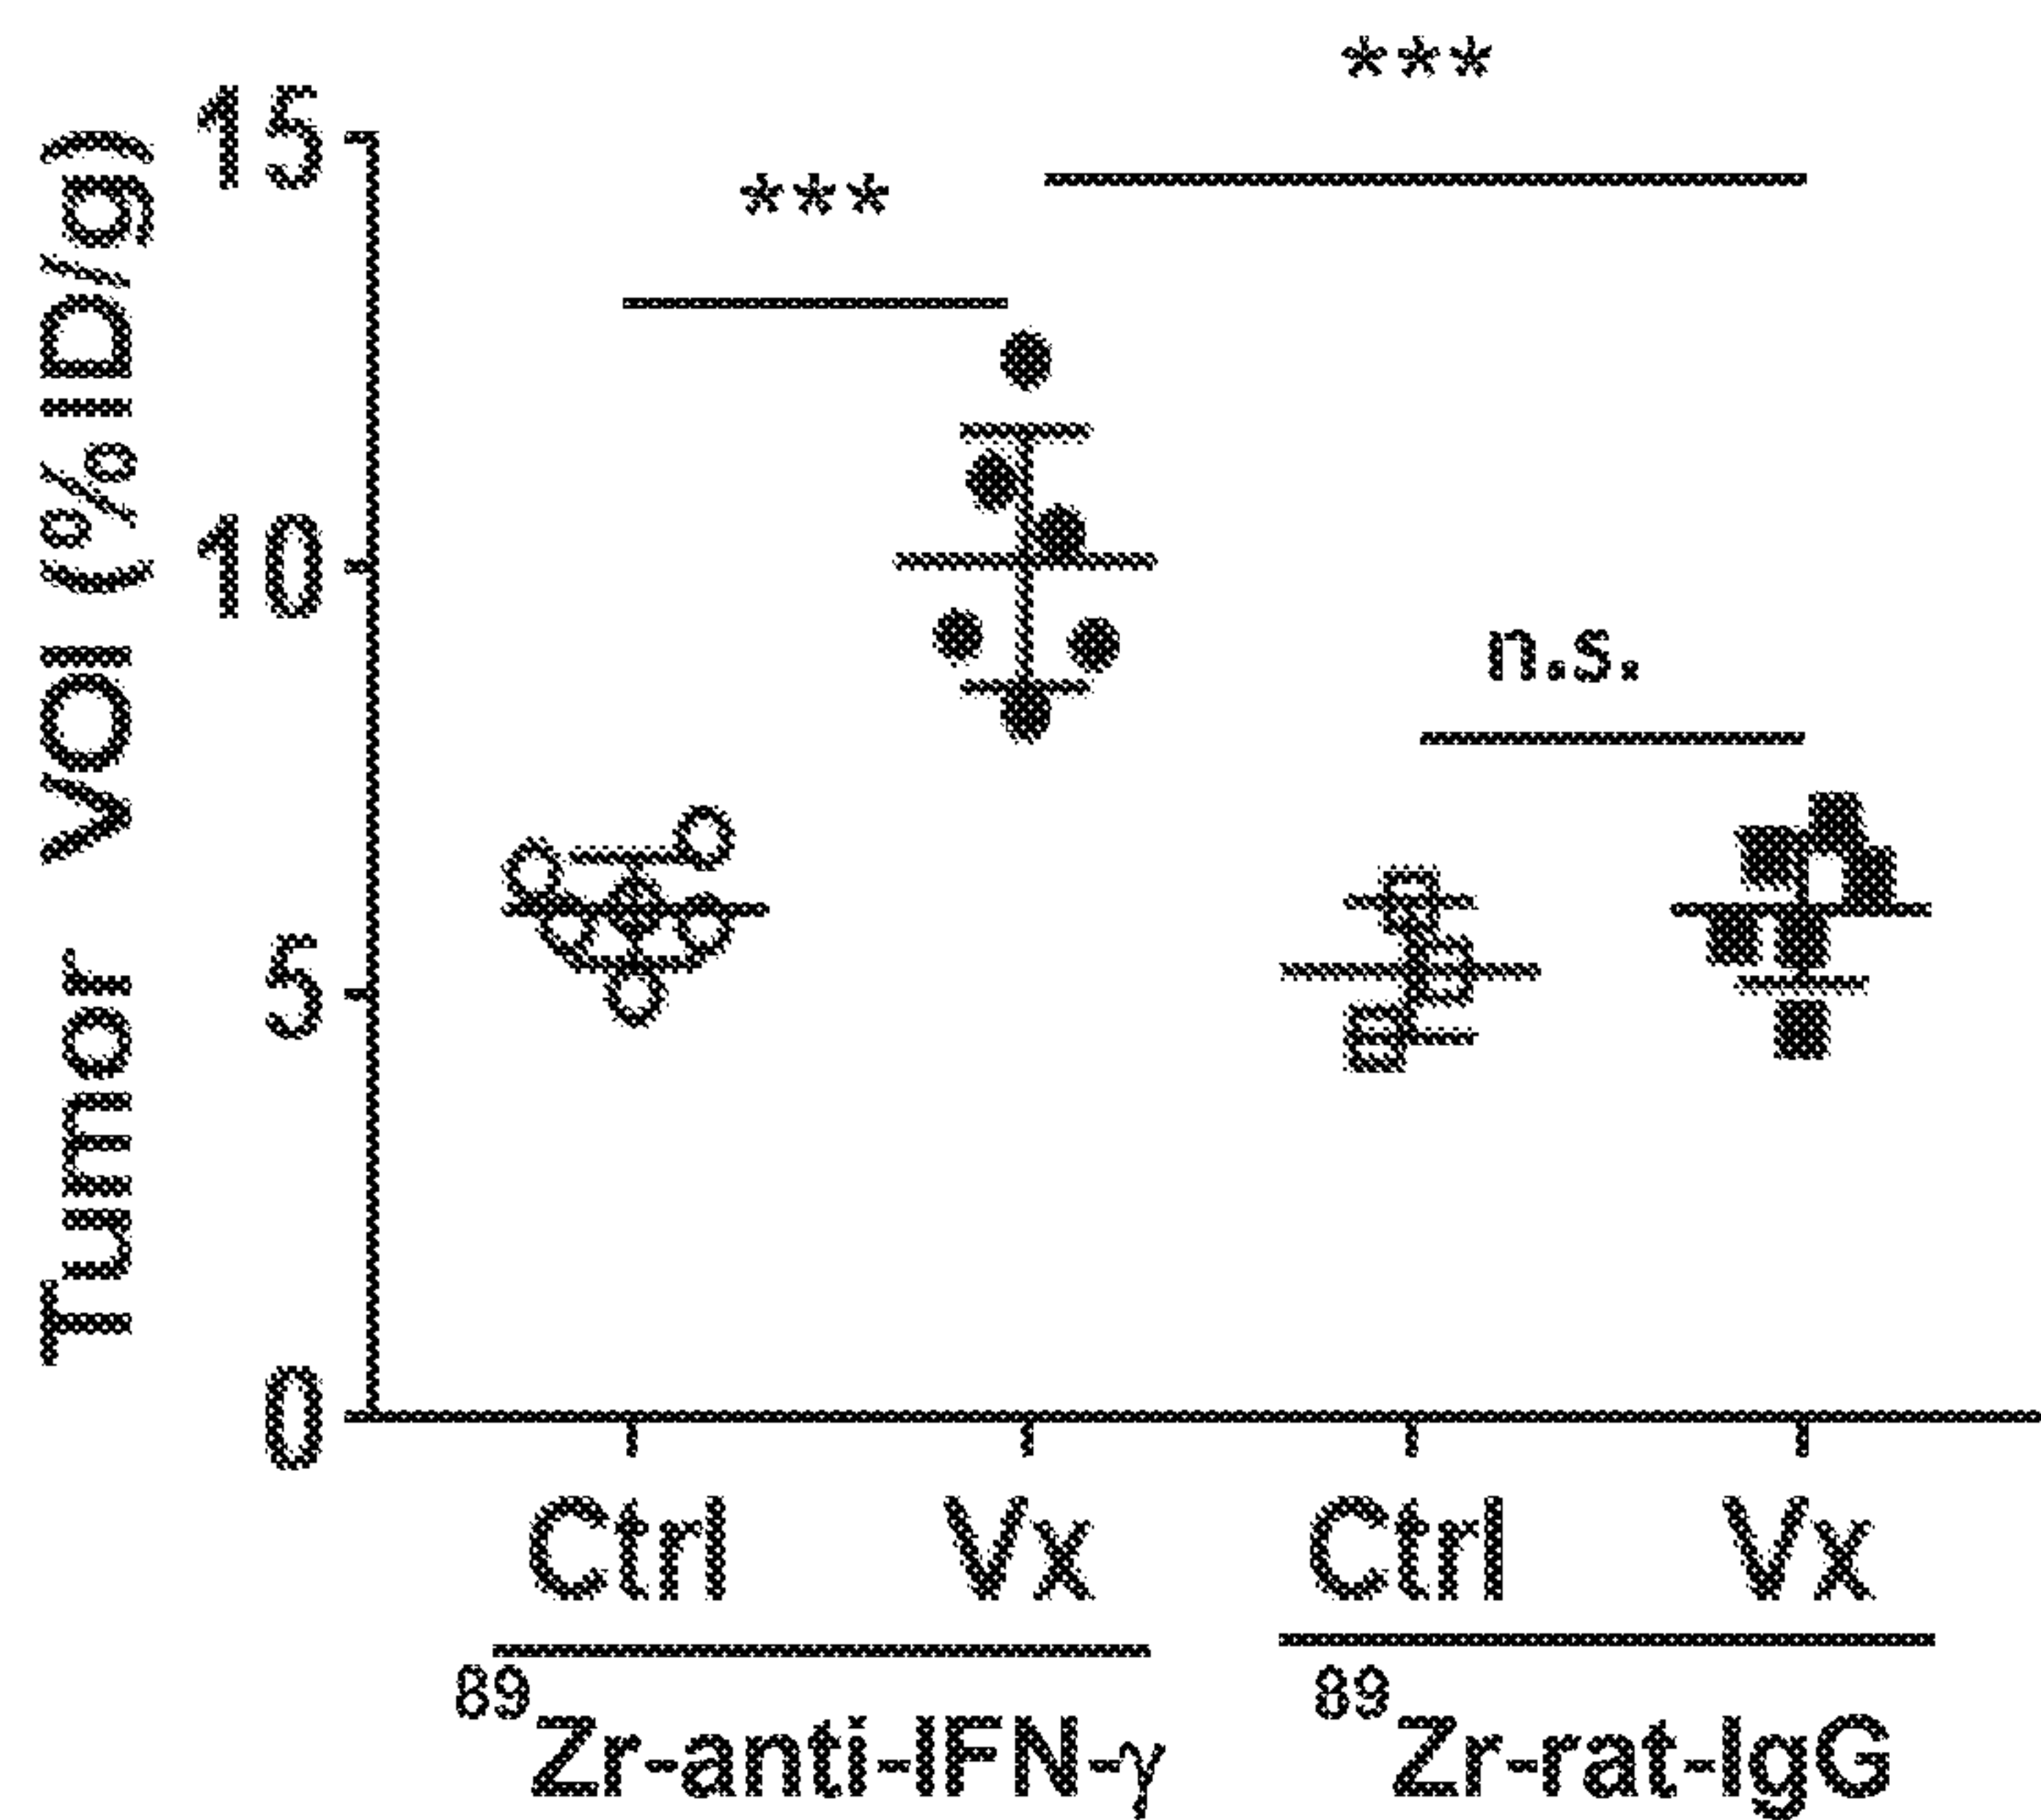 ***
***
15
10
n.s.
5
0
Tumor VOI (%ID/g)
Ctrl Vx Ctrl Vx
89Zr-anti-IFN-γ 89Zr-rat-IgG